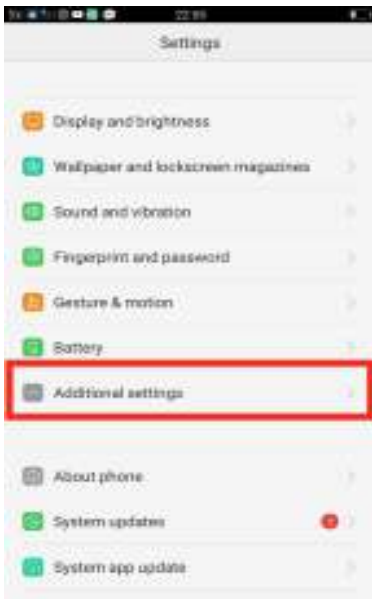 Settings
Display and brightness
Wallpaper and lockscreen magazines
Sound and vibration
Fingerprint and password
Gesture & motion
Battery
Additional settings
About phone
System updates
System app update